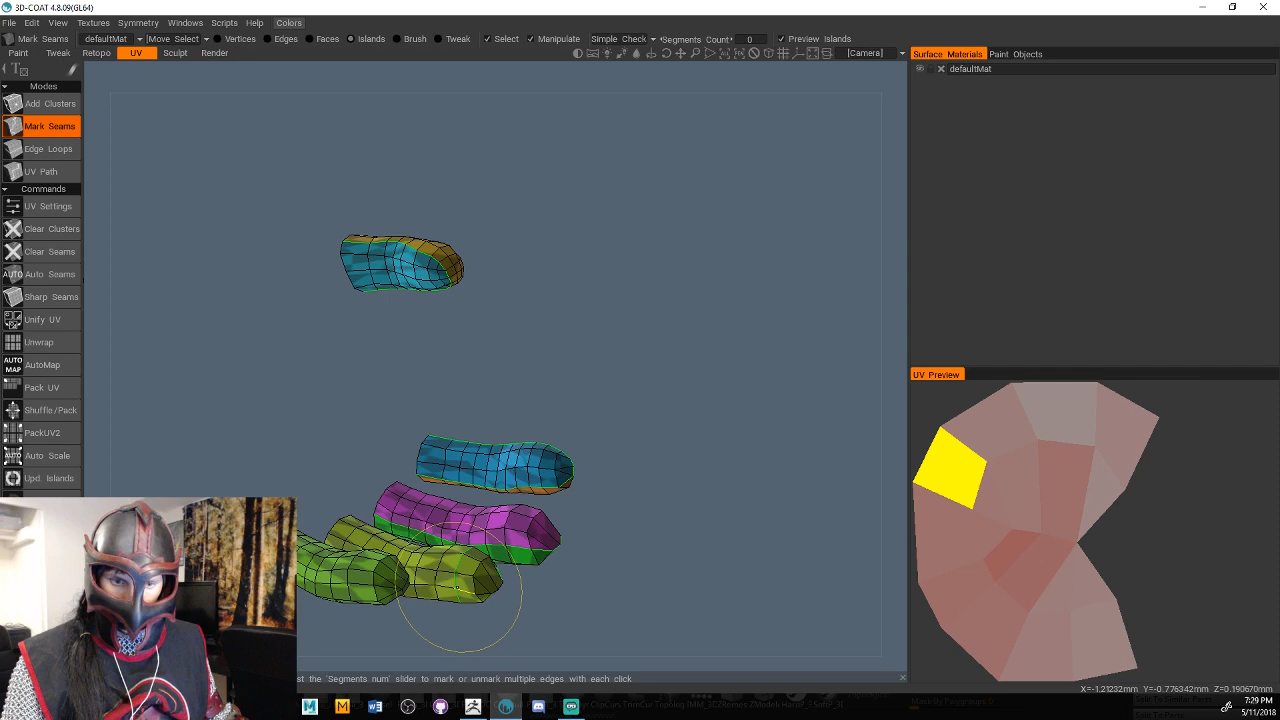 3D-COAT 4.8.09(GL64)
File Edit View Textures Symmetry Windows Scripts Help Colors
Mark Seams defaultMat [Move Select Vertices Edges Faces Islands Brush Tweak Select Manipulate Simple Check Segments Count: 0 Preview Islands
Paint Tweak Retopo UV Sculpt Render [Camera]
Surface Materials Paint Objects
defaultMat
Modes
Add Clusters
Mark Seams
Edge Loops
UV Path
Commands
UV Settings
Clear Clusters
Clear Seams
AUTO Auto Seams
Sharp Seams
Unify UV
Unwrap
AUTO MAP AutoMap
Pack UV
Shuffle/Pack
PackUV2
AUTO Auto Scale
Upd. Islands
UV Preview
st the 'Segments num' slider to mark or unmark multiple edges with each click
X=-1.21232mm Y=-0.776342mm Z=0.190670mm
7:29 PM
5/11/2018